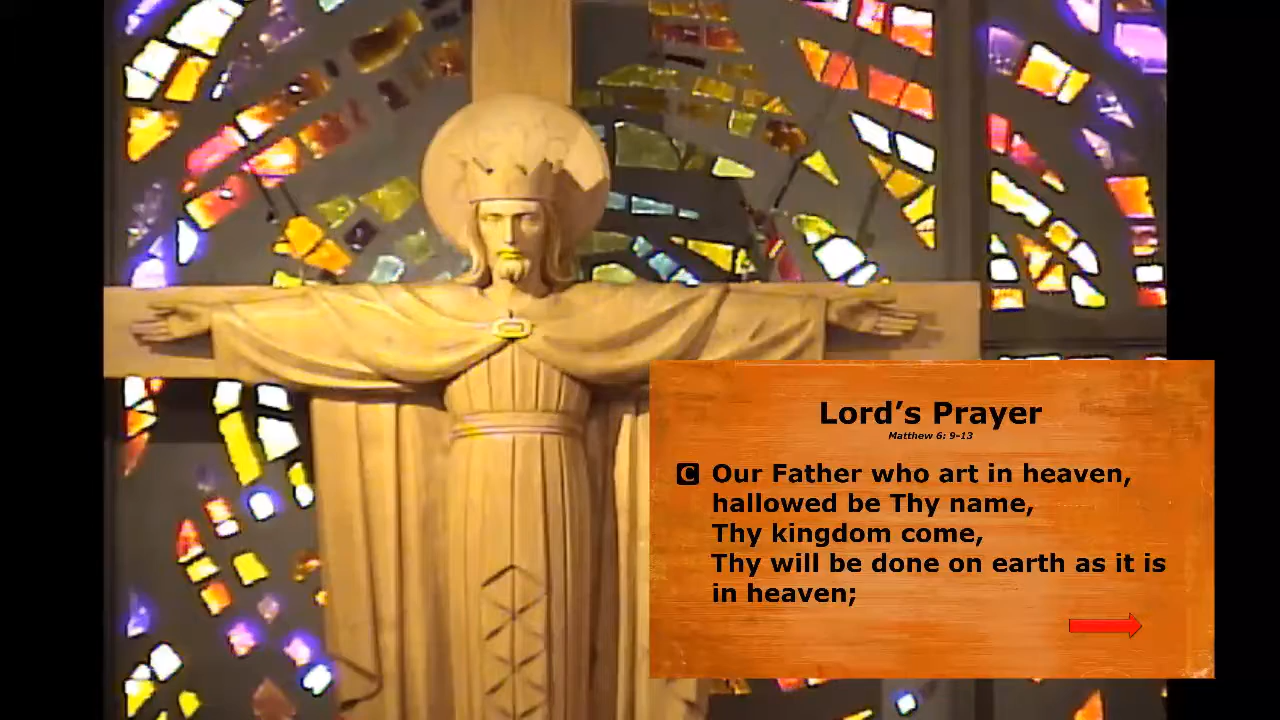 Lord's Prayer
Matthew 6: 9-13
C Our Father who art in heaven,
hallowed be Thy name,
Thy kingdom come,
Thy will be done on earth as it is
in heaven;